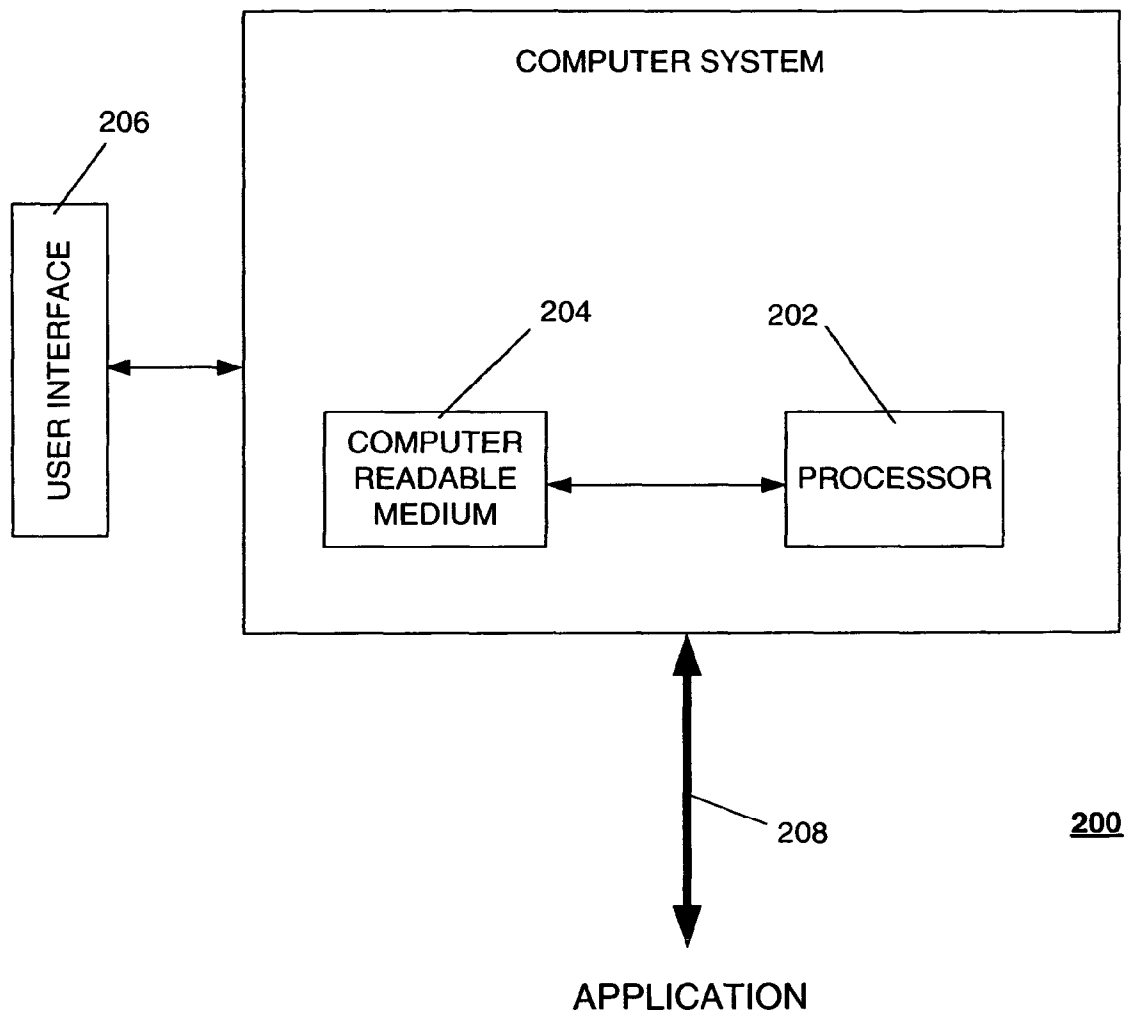 COMPUTER SYSTEM
206
USER INTERFACE
204
202
COMPUTER
READABLE
MEDIUM
PROCESSOR
208
200
APPLICATION